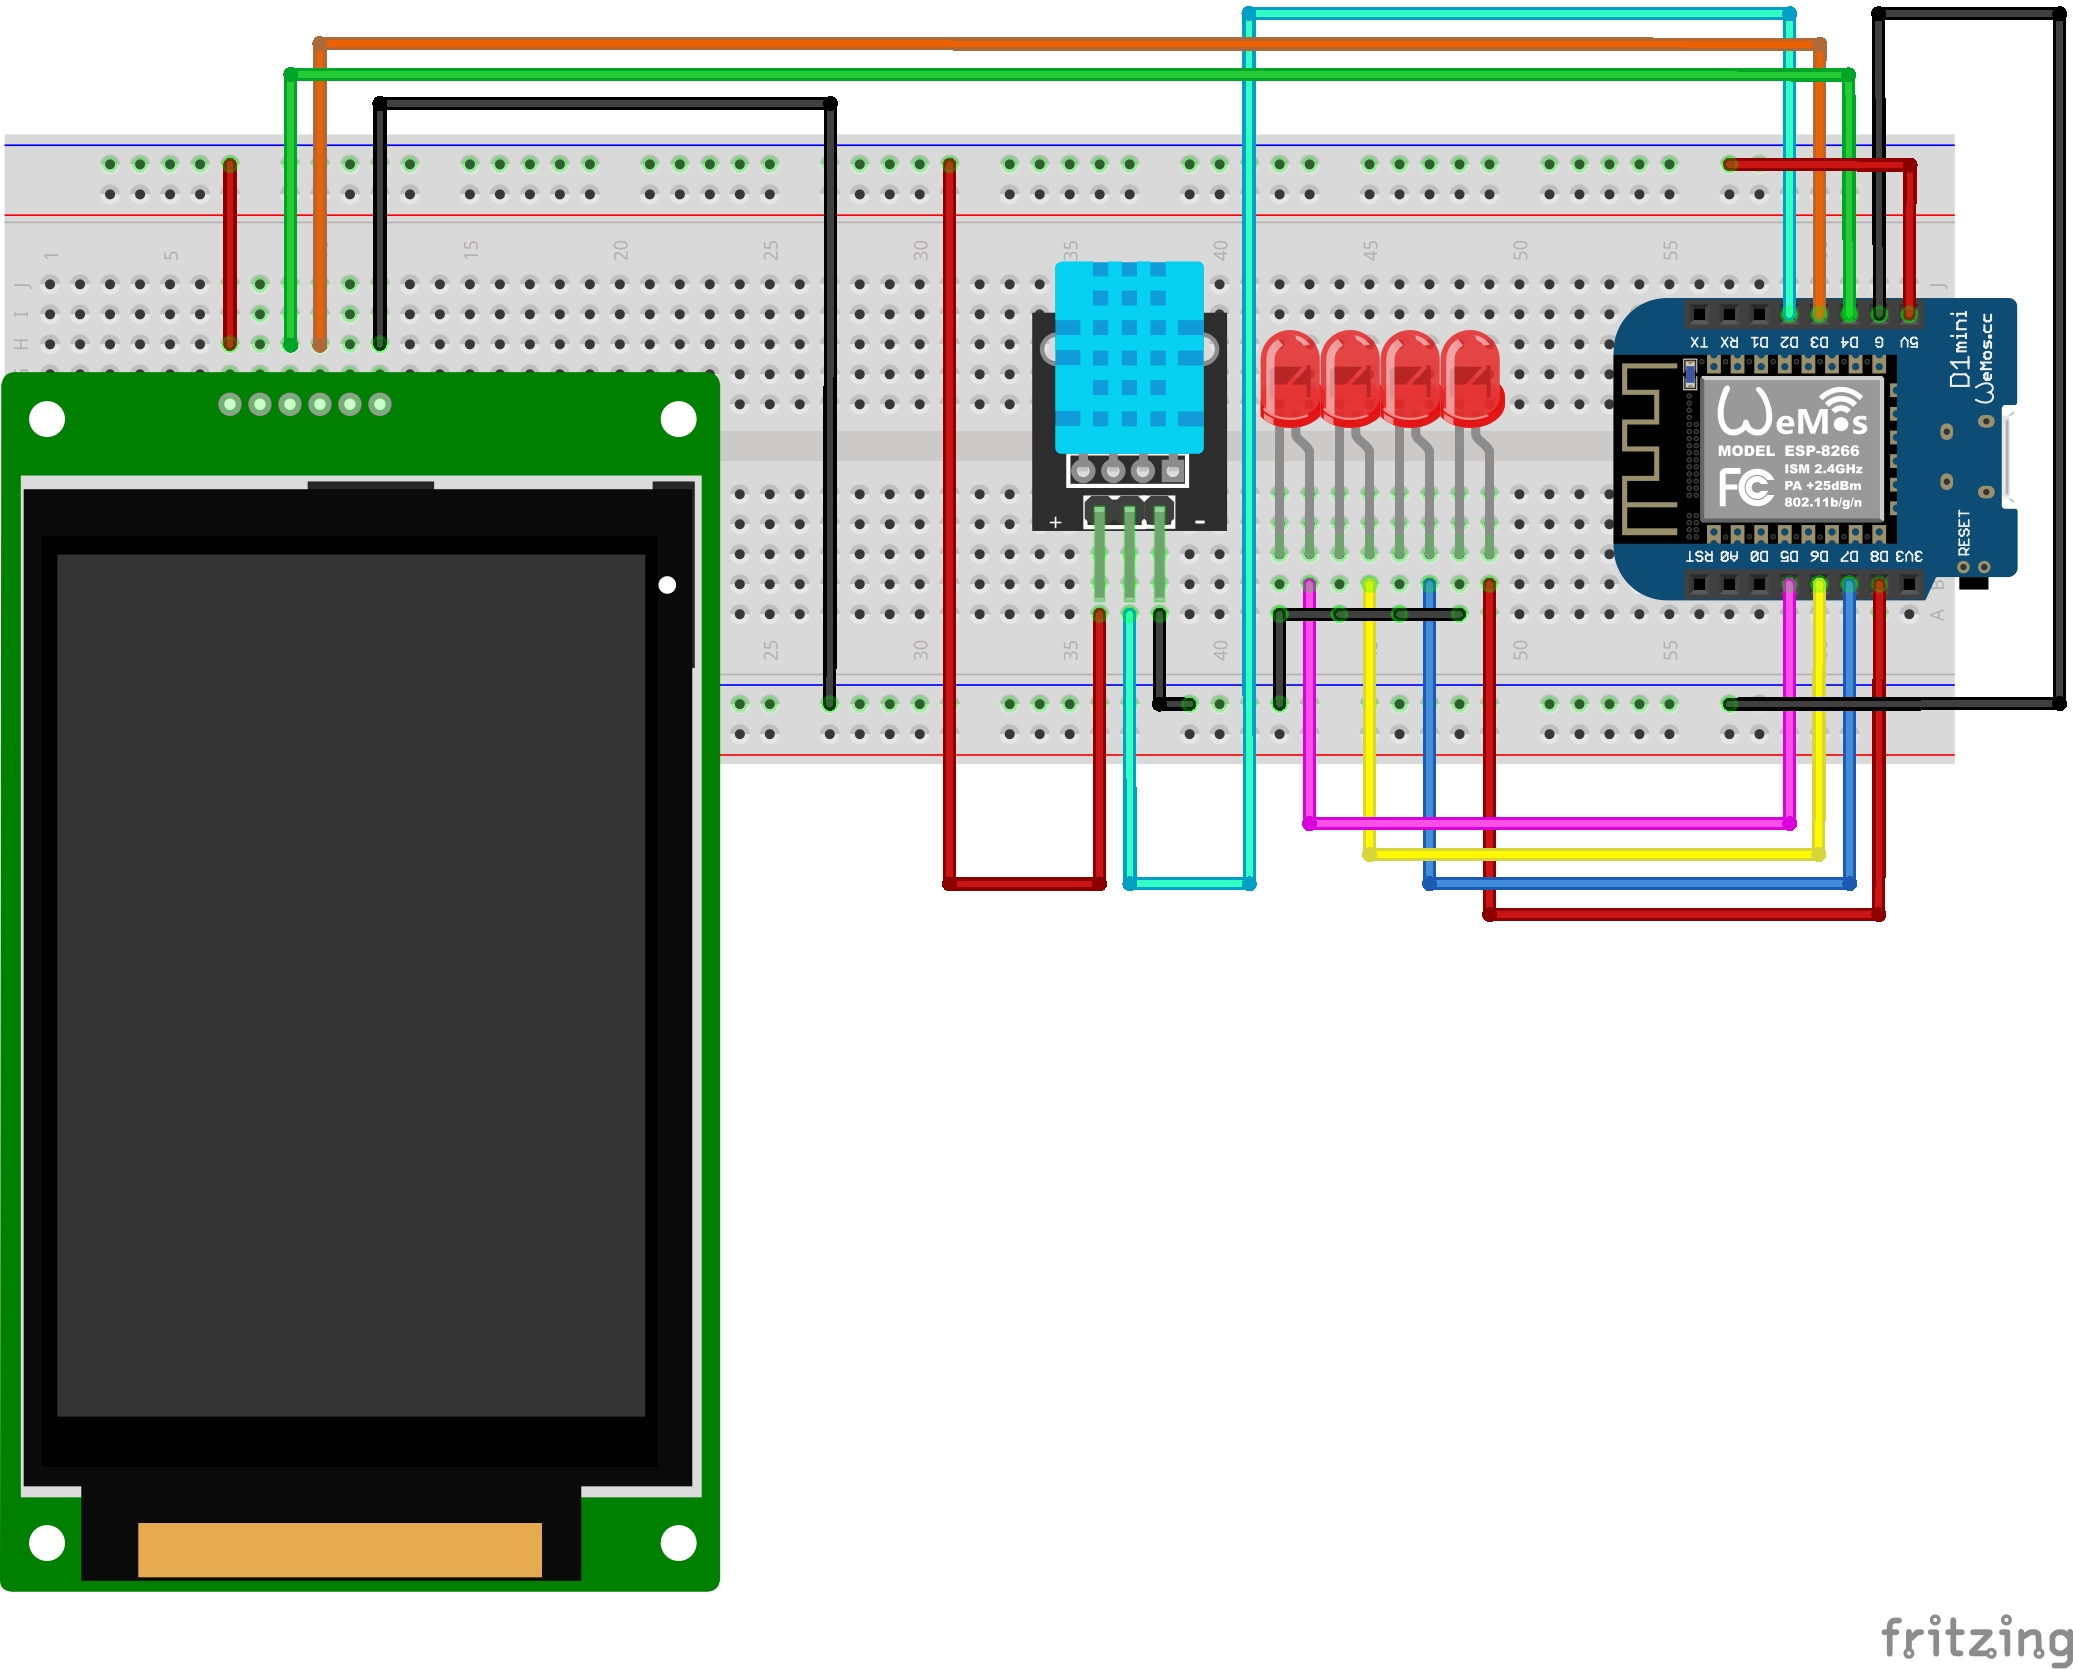 1 5 15 20 25 30 35 40 45 50 55
J
I
H
J
TX RX D1 D2 D3 D4 G 5V
D1mini
WeMos.cc
WeMos
MODEL ESP-8266
ISM 2.4GHz
PA +25dBm
802.11b/g/n
FC
+ -
RST A0 D0 D5 D6 D7 D8 3V3
RESET
B
A
25 30 35 40 50 55
fritzing